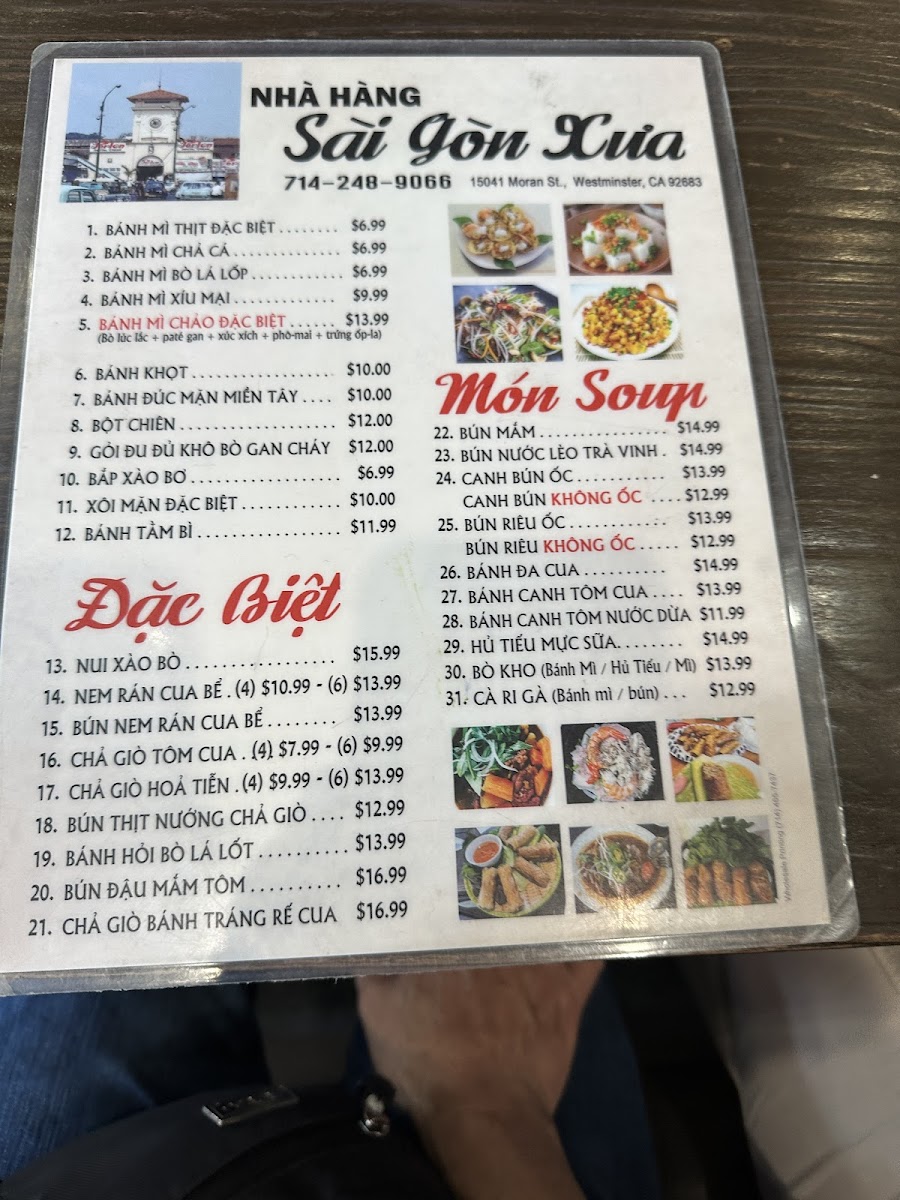 NHÀ HÀNG
Sài Gòn Xưa
714-248-9066 15041 Moran St., Westminster, CA 92683
1. BÁNH MÌ THỊT ĐẶC BIỆT ........ $6.99
2. BÁNH MÌ CHẢ CÁ ............. $6.99
3. BÁNH MÌ BÒ LÁ LỐP ............ $6.99
4. BÁNH MÌ XÍU MẠI ............. $9.99
5. BÁNH MÌ CHẢO ĐẶC BIỆT ...... $13.99
(Bò lúc lắc + paté gan + xúc xích + phô-mai + trứng ốp-la)
6. BÁNH KHỌT .................. $10.00
7. BÁNH ĐÚC MẶN MIỀN TÂY .... $10.00
8. BỘT CHIÊN .................... $12.00
9. GỎI ĐU ĐỦ KHÔ BÒ GAN CHÁY $12.00
10. BẮP XÀO BƠ ................... $6.99
11. XÔI MẶN ĐẶC BIỆT ............ $10.00
12. BÁNH TẰM BÌ ................. $11.99
Đặc Biệt
13. NUI XÀO BÒ ................. $15.99
14. NEM RÁN CUA BỂ . (4) $10.99 - (6) $13.99
15. BÚN NEM RÁN CUA BỂ ........ $13.99
16. CHẢ GIÒ TÔM CUA . (4) $7.99 - (6) $9.99
17. CHẢ GIÒ HOẢ TIỄN . (4) $9.99 - (6) $13.99
18. BÚN THỊT NƯỚNG CHẢ GIÒ .... $12.99
19. BÁNH HỎI BÒ LÁ LỐT .......... $13.99
20. BÚN ĐẬU MẮM TÔM .......... $16.99
21. CHẢ GIÒ BÁNH TRÁNG RẾ CUA $16.99
Món Soup
22. BÚN MẮM ................ $14.99
23. BÚN NƯỚC LÈO TRÀ VINH . $14.99
24. CANH BÚN ỐC ........... $13.99
CANH BÚN KHÔNG ỐC .... $12.99
25. BÚN RIÊU ỐC ............ $13.99
BÚN RIÊU KHÔNG ỐC ..... $12.99
26. BÁNH ĐA CUA .......... $14.99
27. BÁNH CANH TÔM CUA .... $13.99
28. BÁNH CANH TÔM NƯỚC DỪA $11.99
29. HỦ TIẾU MỰC SỮA ........ $14.99
30. BÒ KHO (Bánh Mì / Hủ Tiếu / Mì) $13.99
31. CÀ RI GÀ (Bánh mì / bún) ... $12.99